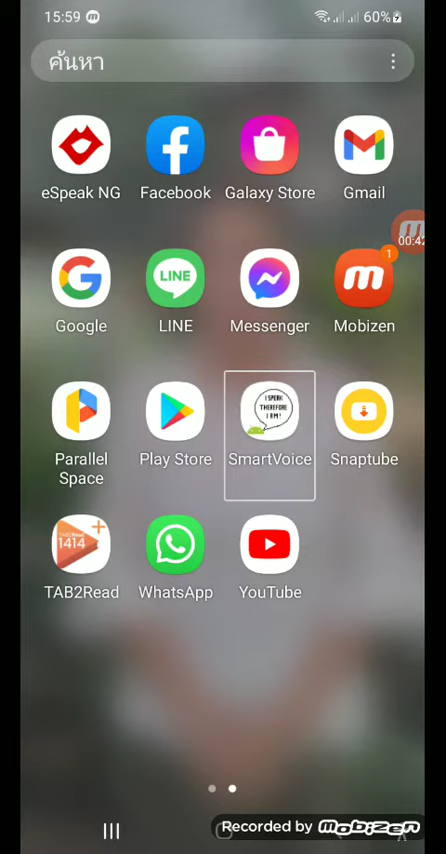 15:59
60%
ค้นหา
eSpeak NG
Facebook
Galaxy Store
Gmail
00:42
1
Google
LINE
LINE
Messenger
Mobizen
I SPEAK
THEREFORE
I AM!
Parallel
Space
Play Store
SmartVoice
Snaptube
1414
TAB2Read
WhatsApp
YouTube
Recorded by MOBIZEN